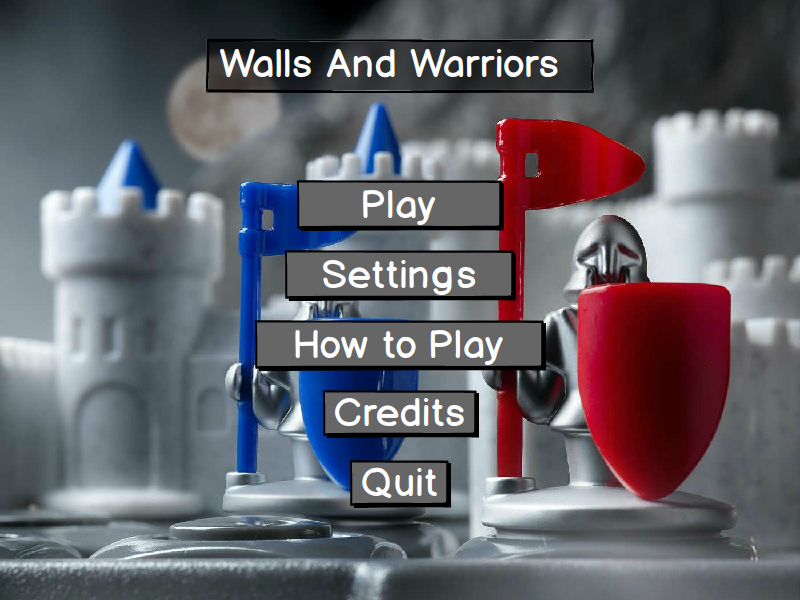 Walls And Warriors
Play
Settings
How to Play
Credits
Quit